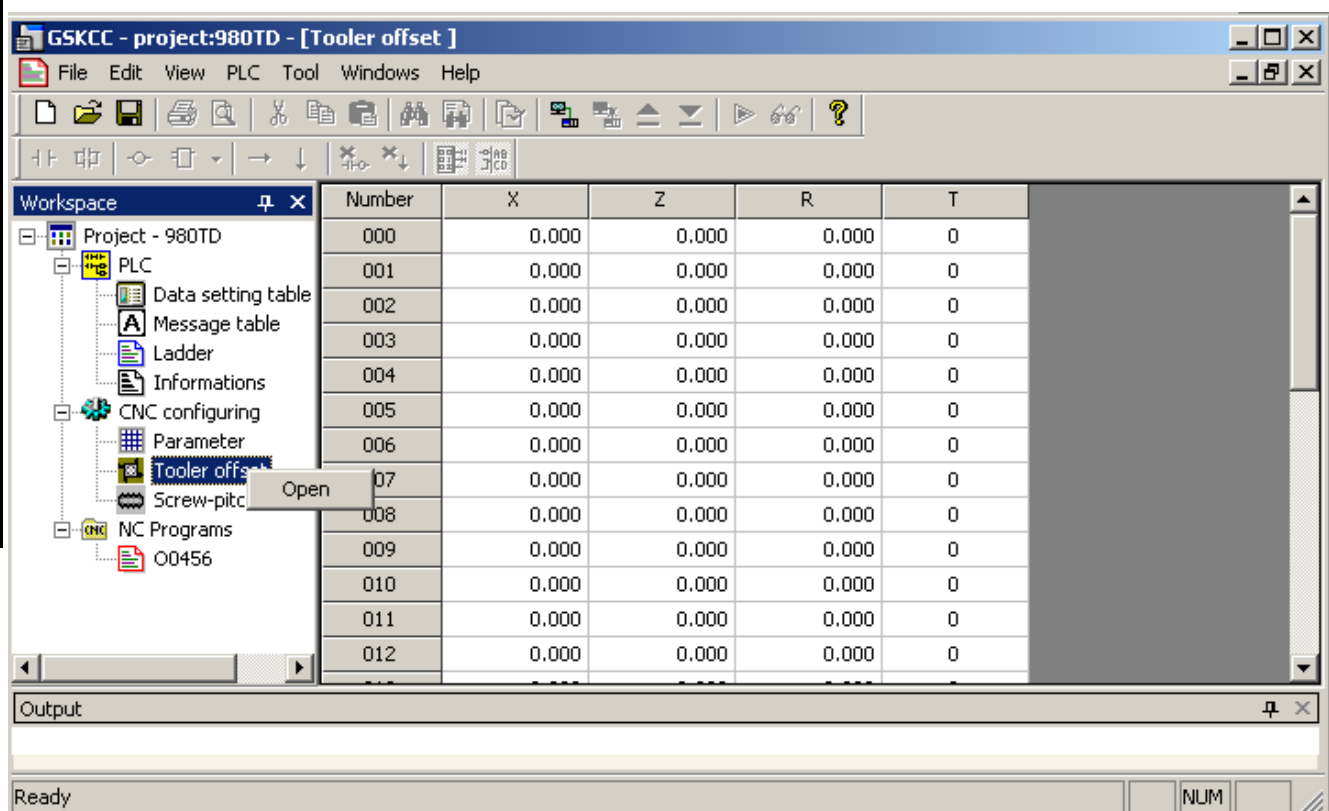 GSKCC - project:980TD - [Tooler offset ]
File Edit View PLC Tool Windows Help
Workspace
Project - 980TD
PLC
Data setting table
Message table
Ladder
Informations
CNC configuring
Parameter
Tooler offset
Screw-pitc
NC Programs
O0456
Open
Number X Z R T
000 0.000 0.000 0.000 0
001 0.000 0.000 0.000 0
002 0.000 0.000 0.000 0
003 0.000 0.000 0.000 0
004 0.000 0.000 0.000 0
005 0.000 0.000 0.000 0
006 0.000 0.000 0.000 0
07 0.000 0.000 0.000 0
008 0.000 0.000 0.000 0
009 0.000 0.000 0.000 0
010 0.000 0.000 0.000 0
011 0.000 0.000 0.000 0
012 0.000 0.000 0.000 0
Output
Ready NUM